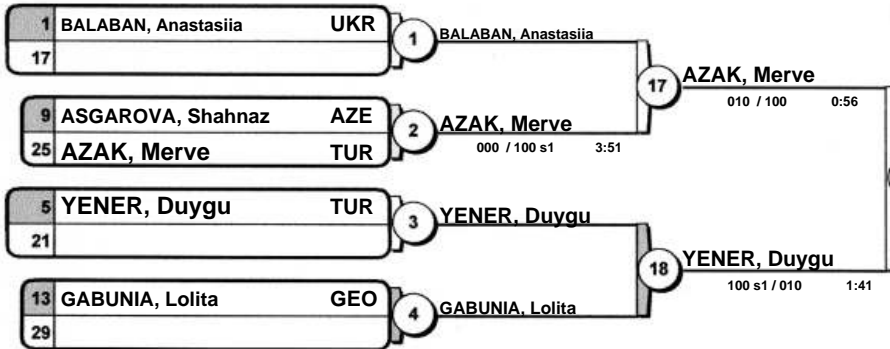 1 BALABAN, Anastasiia UKR
17
1
BALABAN, Anastasiia
9 ASGAROVA, Shahnaz AZE
25 AZAK, Merve TUR
2
AZAK, Merve
000 / 100 s1 3:51
17
AZAK, Merve
010 / 100 0:56
5 YENER, Duygu TUR
21
3
YENER, Duygu
13 GABUNIA, Lolita GEO
29
4
GABUNIA, Lolita
18
YENER, Duygu
100 s1 / 010 1:41